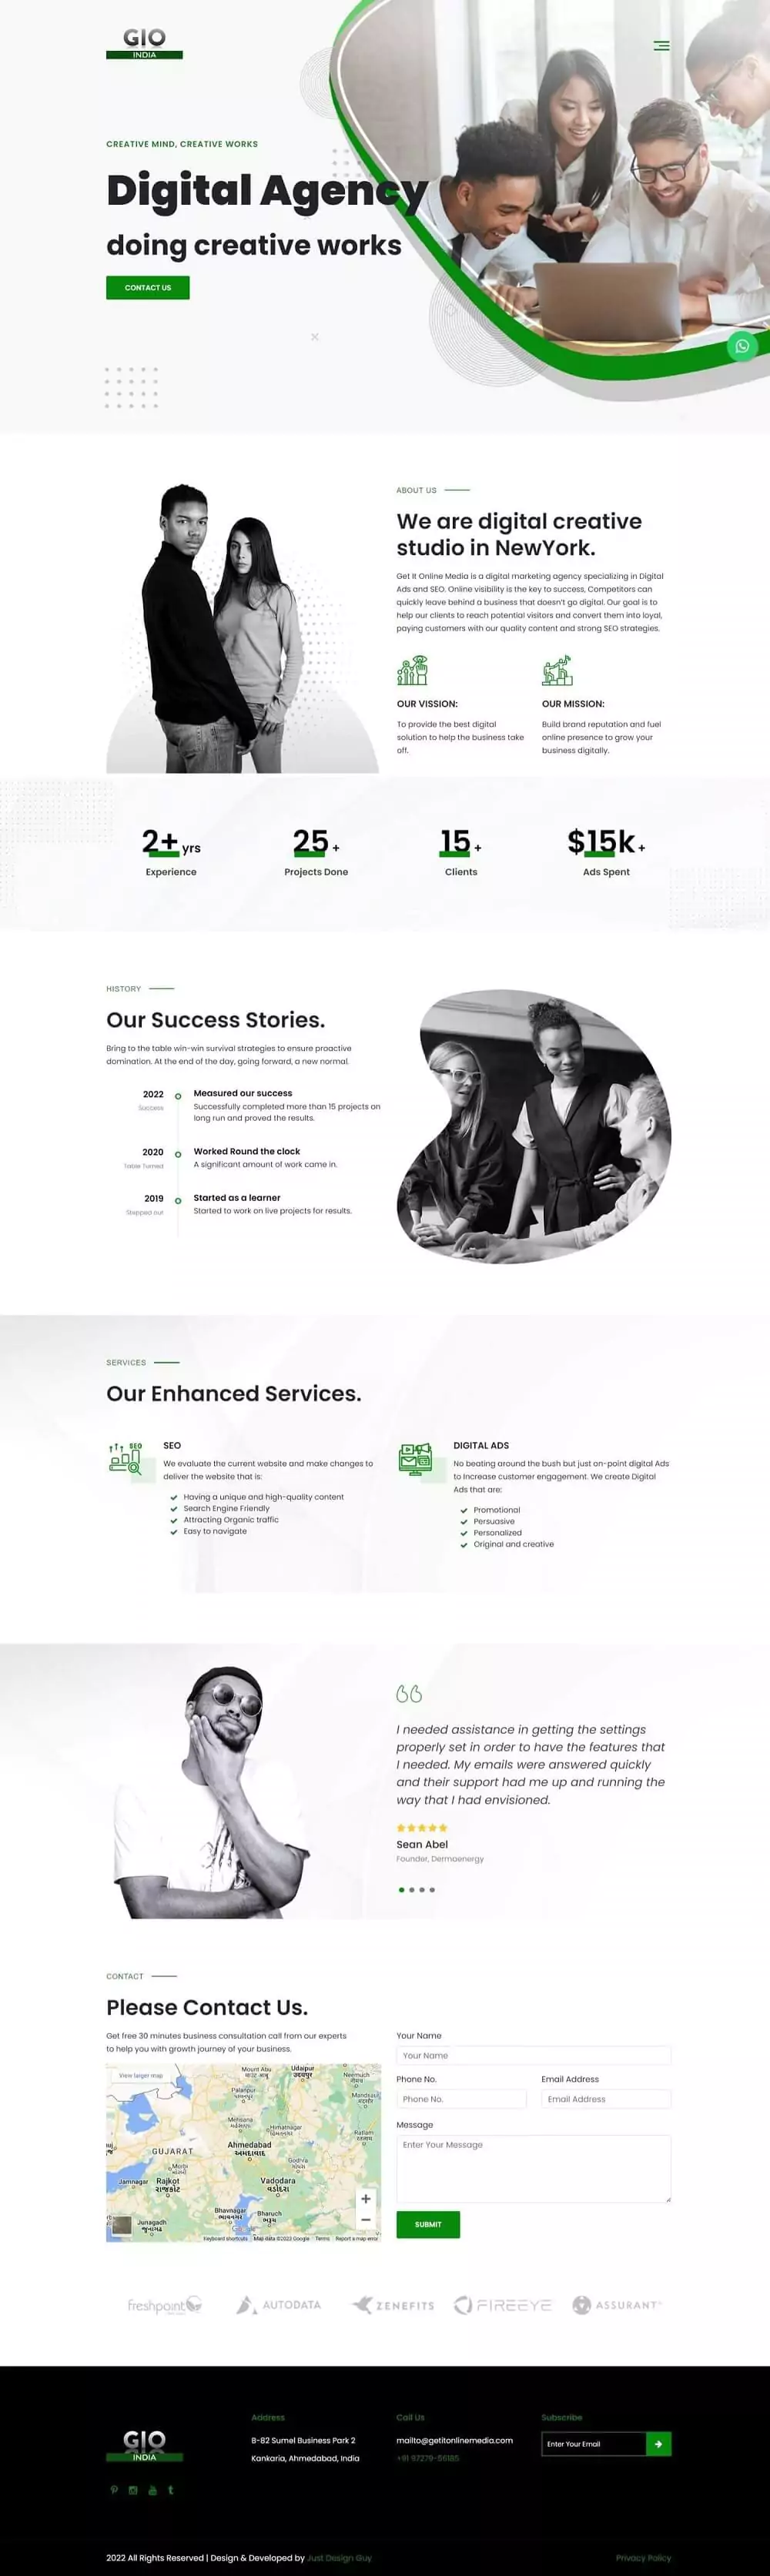 GIO
INDIA
CREATIVE MIND, CREATIVE WORKS
Digital Agency
doing creative works
CONTACT US
ABOUT US
We are digital creative
studio in NewYork.
Get It Online Media is a digital marketing agency specializing in Digital
Ads and SEO. Online visibility is the key to success, Competitors can
quickly leave behind a business that doesn't go digital. Our goal is to
help our clients to reach potential visitors and convert them into loyal,
paying customers with our quality content and strong SEO strategies.
OUR VISSION:
To provide the best digital
solution to help the business take
off.
OUR MISSION:
Build brand reputation and fuel
online presence to grow your
business digitally.
2+ yrs
Experience
25 +
Projects Done
15 +
Clients
$15k +
Ads Spent
HISTORY
Our Success Stories.
Bring to the table win-win survival strategies to ensure proactive
domination. At the end of the day, going forward, a new normal.
2022
Success
Measured our success
Successfully completed more than 15 projects on
long run and proved the results.
2020
Table Turned
Worked Round the clock
A significant amount of work came in.
2019
Stepped out
Started as a learner
Started to work on live projects for results.
SERVICES
Our Enhanced Services.
SEO
SEO
We evaluate the current website and make changes to
deliver the website that is:
Having a unique and high-quality content
Search Engine Friendly
Attracting Organic traffic
Easy to navigate
DIGITAL ADS
No beating around the bush but just on-point digital Ads
to Increase customer engagement. We create Digital
Ads that are:
Promotional
Persuasive
Personalized
Original and creative
I needed assistance in getting the settings
properly set in order to have the features that
I needed. My emails were answered quickly
and their support had me up and running the
way that I had envisioned.
Sean Abel
Founder, Dermaenergy
CONTACT
Please Contact Us.
Get free 30 minutes business consultation call from our experts
to help you with growth journey of your business.
View larger map
Mount Abu
Udaipur
उदयपुर
Neemuch
Palanpur
Mandsaur
Mehsana
Himatnagar
Ratlam
GUJARAT
Ahmedabad
અમદાવાદ
Godhra
Morbi
Jamnagar
Rajkot
રાજકોટ
Vadodara
વડોદરા
Bhavnagar
Bharuch
Junagadh
Keyboard shortcuts Map data ©2023 Google Terms Report a map error
Your Name
Your Name
Phone No.
Email Address
Phone No.
Email Address
Message
Enter Your Message
SUBMIT
freshpoint
AUTODATA
ZENEFITS
FIREEYE
ASSURANT
GIO
INDIA
Address
B-82 Sumel Business Park 2
Kankaria, Ahmedabad, India
Call Us
mailto@getitonlinemedia.com
+91 97279-56185
Subscribe
Enter Your Email
2022 All Rights Reserved | Design & Developed by Just Design Guy
Privacy Policy